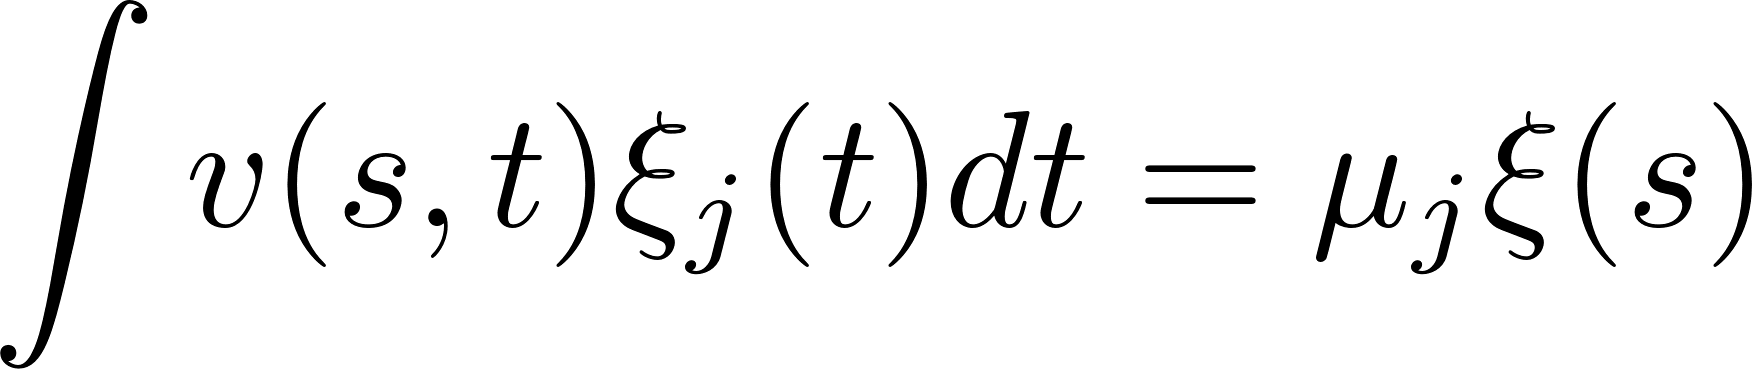 ∫ v(s, t)ξ_j(t)dt = μ_jξ(s)